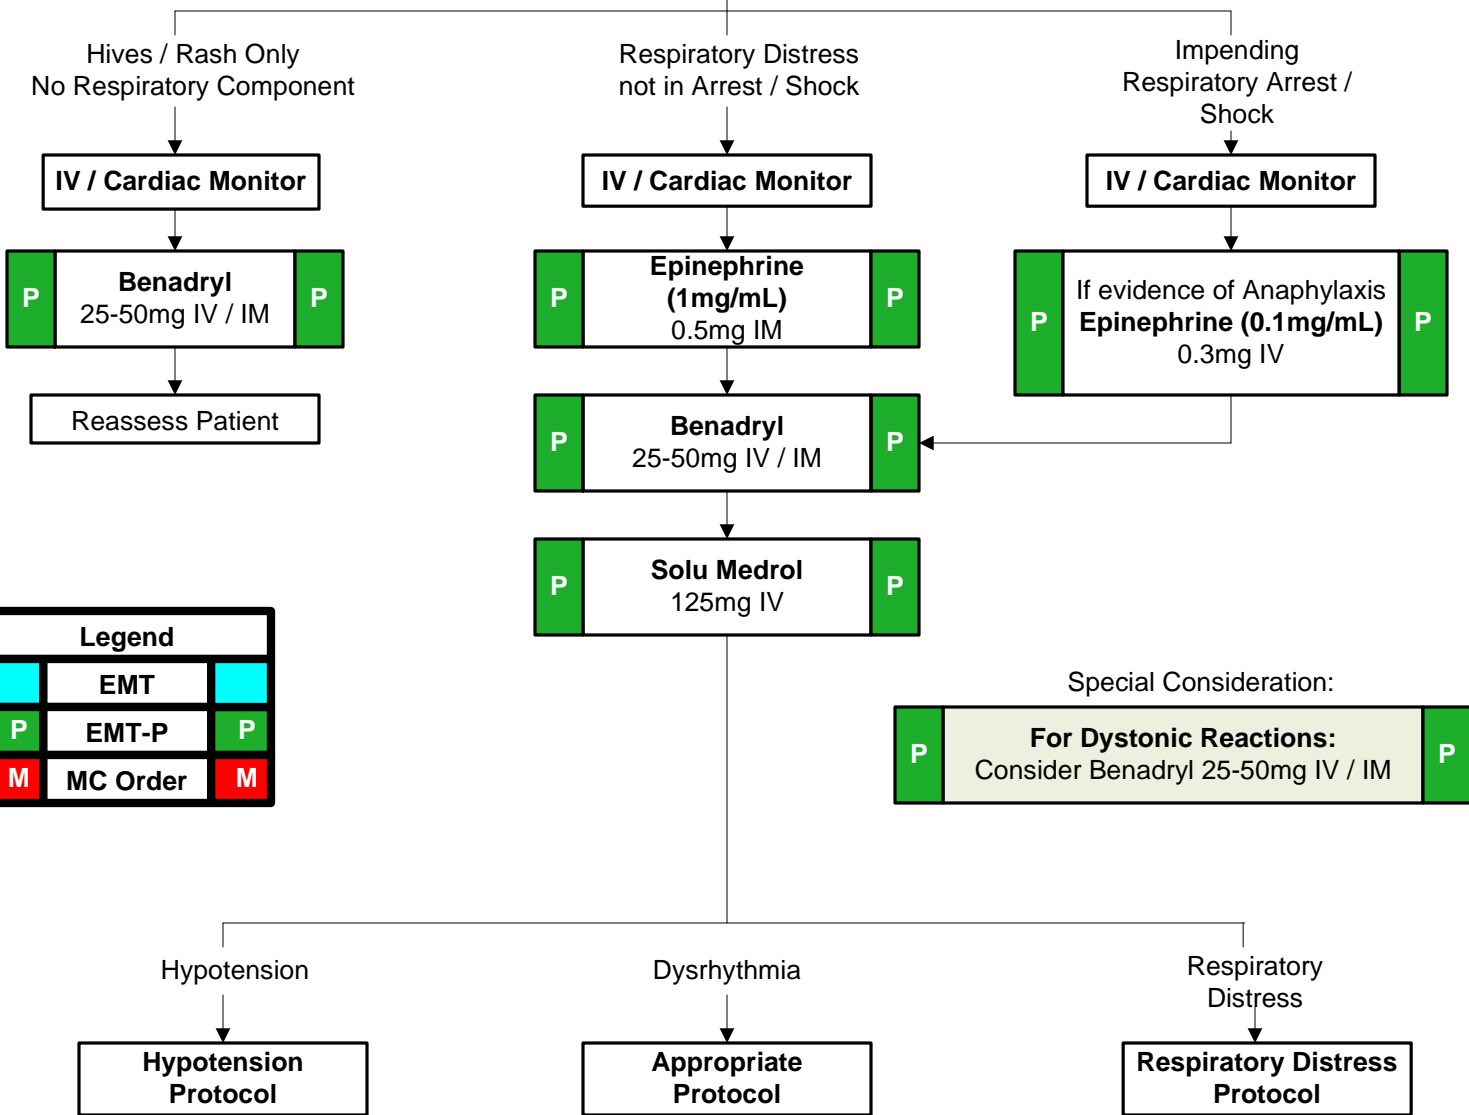 Hives / Rash Only
No Respiratory Component
Respiratory Distress
not in Arrest / Shock
Impending
Respiratory Arrest /
Shock
IV / Cardiac Monitor
IV / Cardiac Monitor
IV / Cardiac Monitor
P
Benadryl
25-50mg IV / IM
P
P
Epinephrine
(1mg/mL)
0.5mg IM
P
P
If evidence of Anaphylaxis
Epinephrine (0.1mg/mL)
0.3mg IV
P
Reassess Patient
P
Benadryl
25-50mg IV / IM
P
P
Solu Medrol
125mg IV
P
Legend
EMT
P EMT-P P
M MC Order M
Special Consideration:
P
For Dystonic Reactions:
Consider Benadryl 25-50mg IV / IM
P
Hypotension
Dysrhythmia
Respiratory
Distress
Hypotension
Protocol
Appropriate
Protocol
Respiratory Distress
Protocol